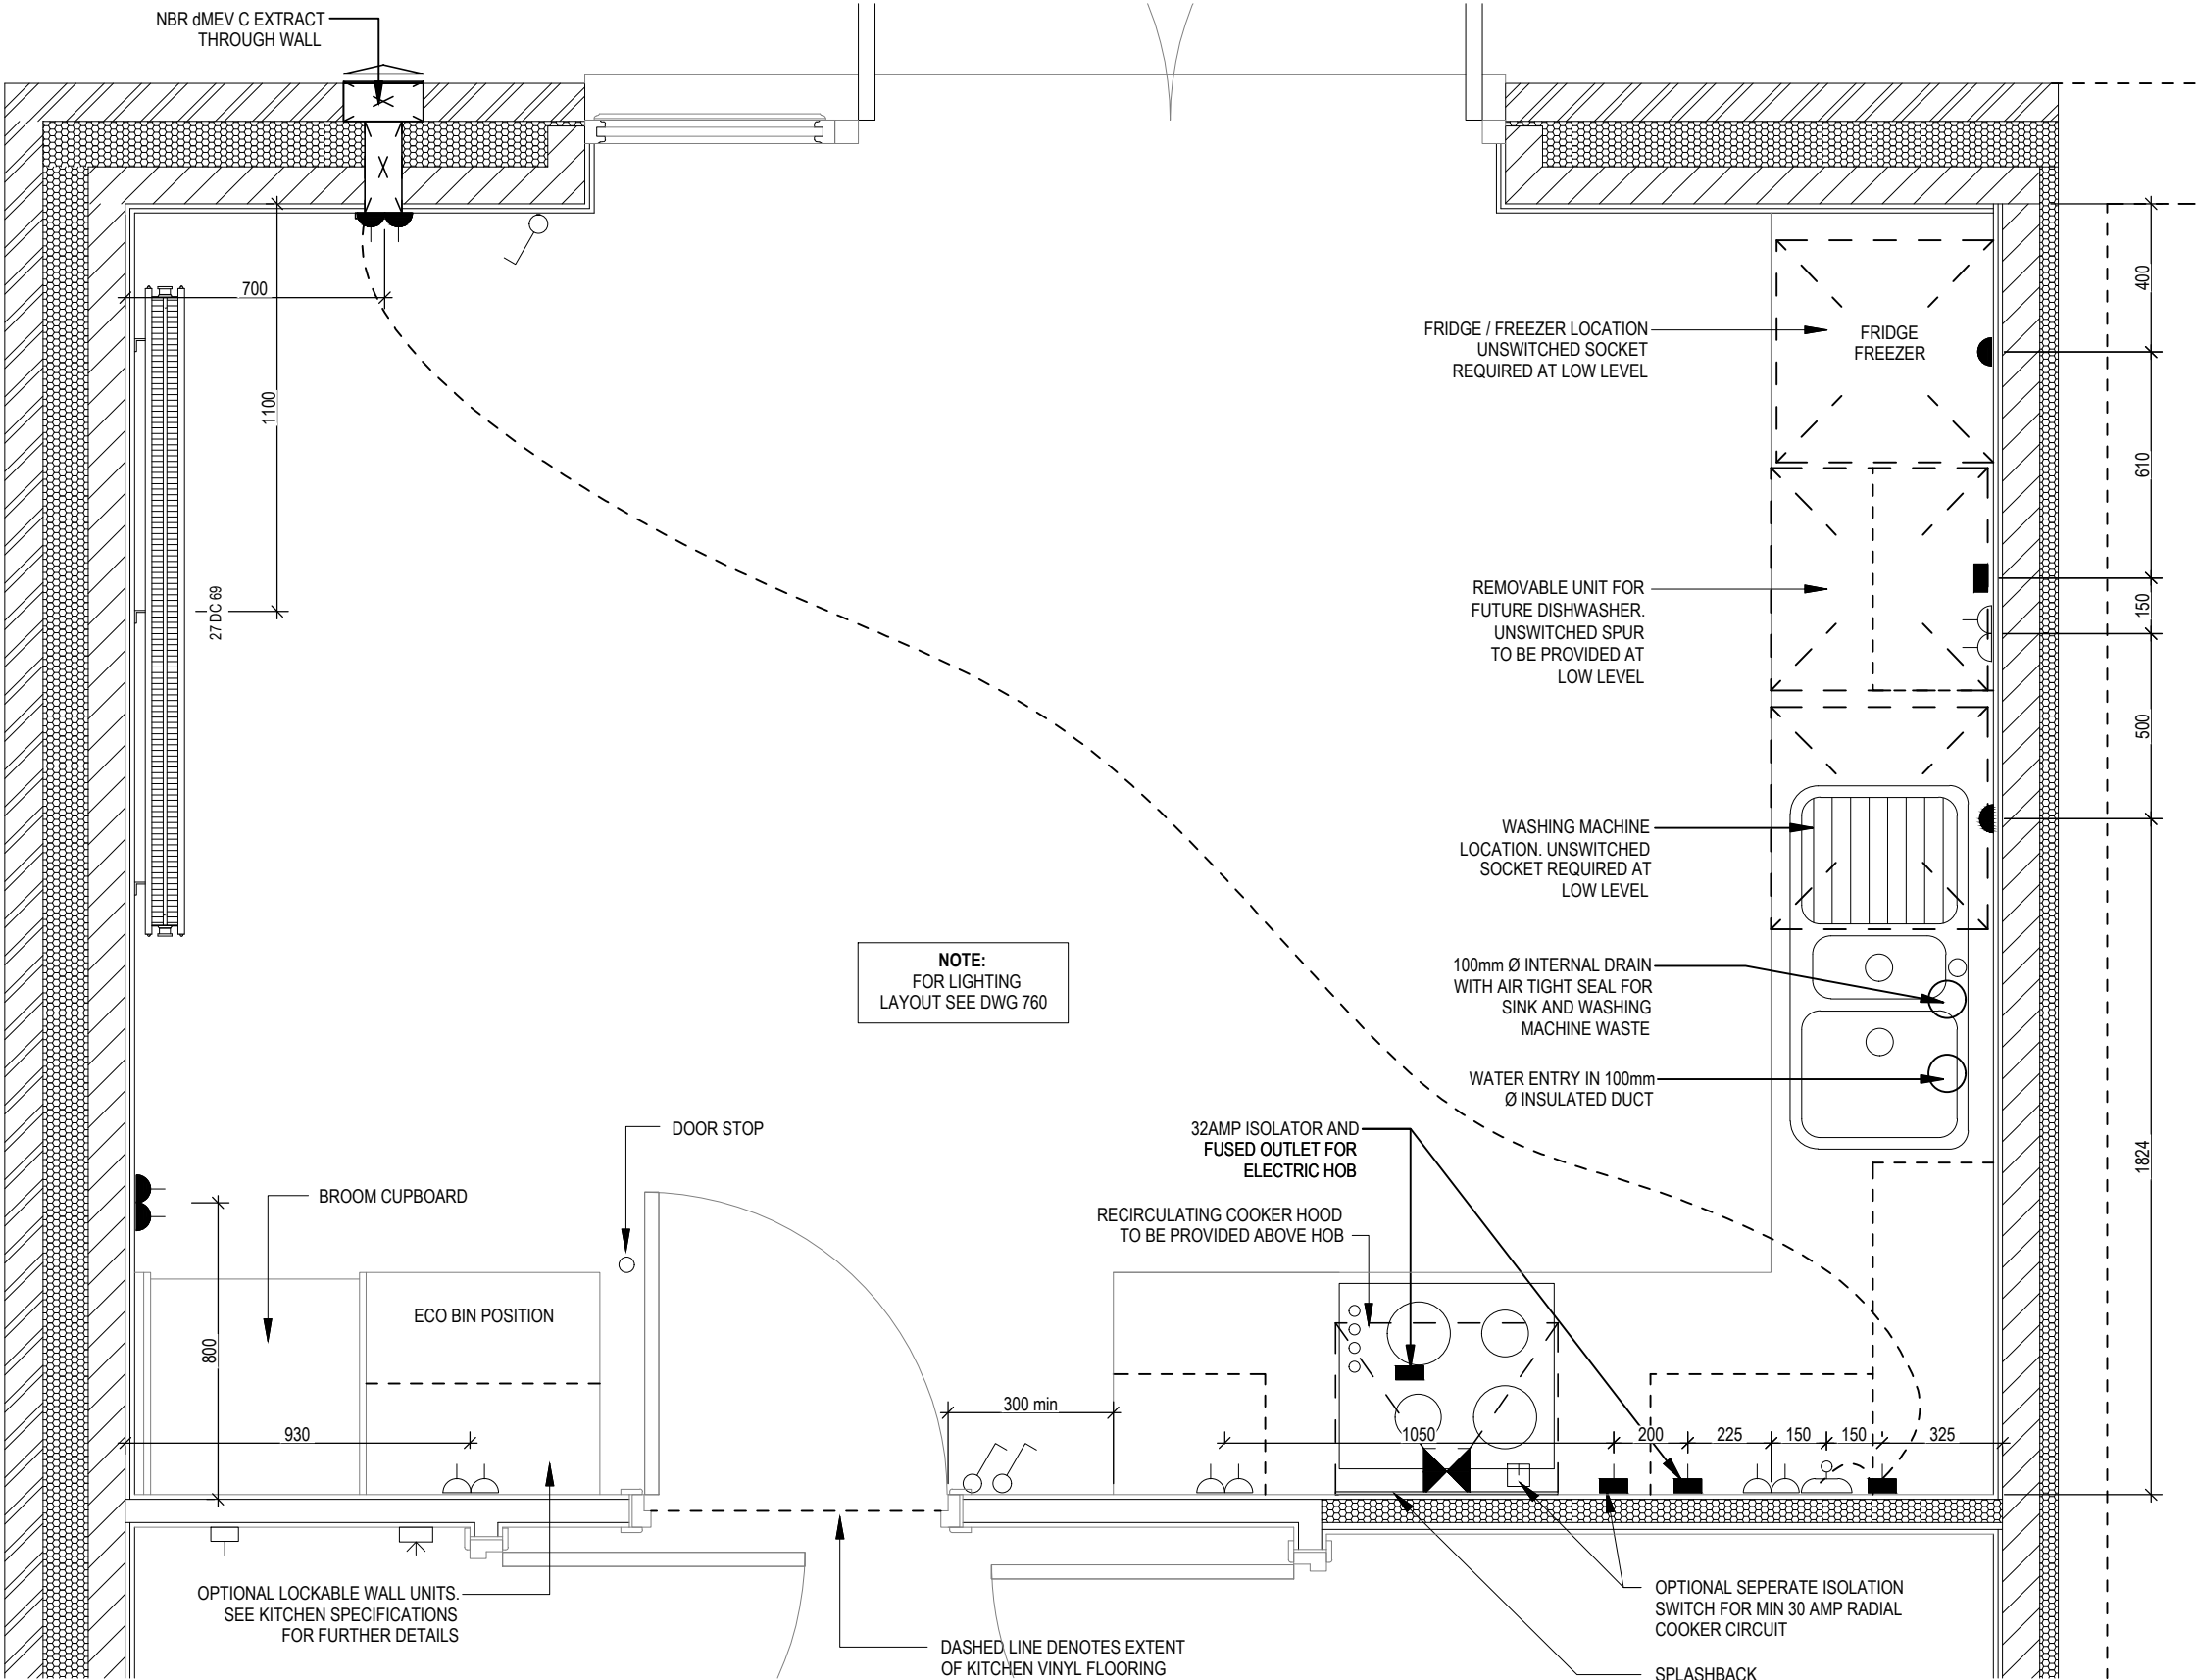 NBR dMEV C EXTRACT
THROUGH WALL
700
1100
27 DC 69
FRIDGE / FREEZER LOCATION
UNSWITCHED SOCKET
REQUIRED AT LOW LEVEL
FRIDGE
FREEZER
400
610
REMOVABLE UNIT FOR
FUTURE DISHWASHER.
UNSWITCHED SPUR
TO BE PROVIDED AT
LOW LEVEL
150
500
WASHING MACHINE
LOCATION. UNSWITCHED
SOCKET REQUIRED AT
LOW LEVEL
NOTE:
FOR LIGHTING
LAYOUT SEE DWG 760
100mm Ø INTERNAL DRAIN
WITH AIR TIGHT SEAL FOR
SINK AND WASHING
MACHINE WASTE
WATER ENTRY IN 100mm
Ø INSULATED DUCT
1824
DOOR STOP
32AMP ISOLATOR AND
FUSED OUTLET FOR
ELECTRIC HOB
BROOM CUPBOARD
RECIRCULATING COOKER HOOD
TO BE PROVIDED ABOVE HOB
ECO BIN POSITION
800
300 min
930
1050
200
225
150
150
325
OPTIONAL LOCKABLE WALL UNITS.
SEE KITCHEN SPECIFICATIONS
FOR FURTHER DETAILS
DASHED LINE DENOTES EXTENT
OF KITCHEN VINYL FLOORING
OPTIONAL SEPERATE ISOLATION
SWITCH FOR MIN 30 AMP RADIAL
COOKER CIRCUIT
SPLASHBACK